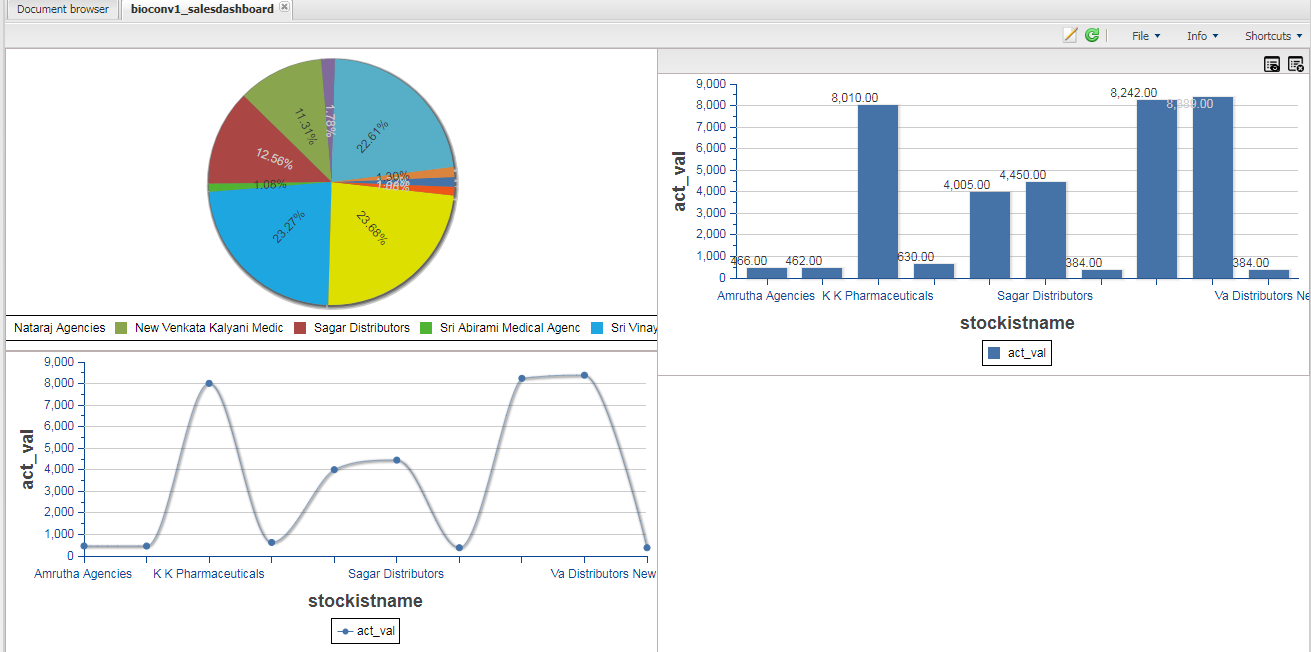 Document browser
bioconv1_salesdashboard
File
Info
Shortcuts
1.78%
11.31%
22.61%
12.56%
1.30%
1.08%
23.27%
23.68%
Nataraj Agencies
New Venkata Kalyani Medic
Sagar Distributors
Sri Abirami Medical Agenc
Sri Vinay
9,000
8,000
7,000
6,000
5,000
4,000
3,000
2,000
1,000
0
act_val
466.00
462.00
8,010.00
630.00
4,005.00
4,450.00
384.00
8,242.00
8,389.00
384.00
Amrutha Agencies
K K Pharmaceuticals
Sagar Distributors
Va Distributors Ne
stockistname
act_val
9,000
8,000
7,000
6,000
5,000
4,000
3,000
2,000
1,000
0
act_val
Amrutha Agencies
K K Pharmaceuticals
Sagar Distributors
Va Distributors New
stockistname
act_val